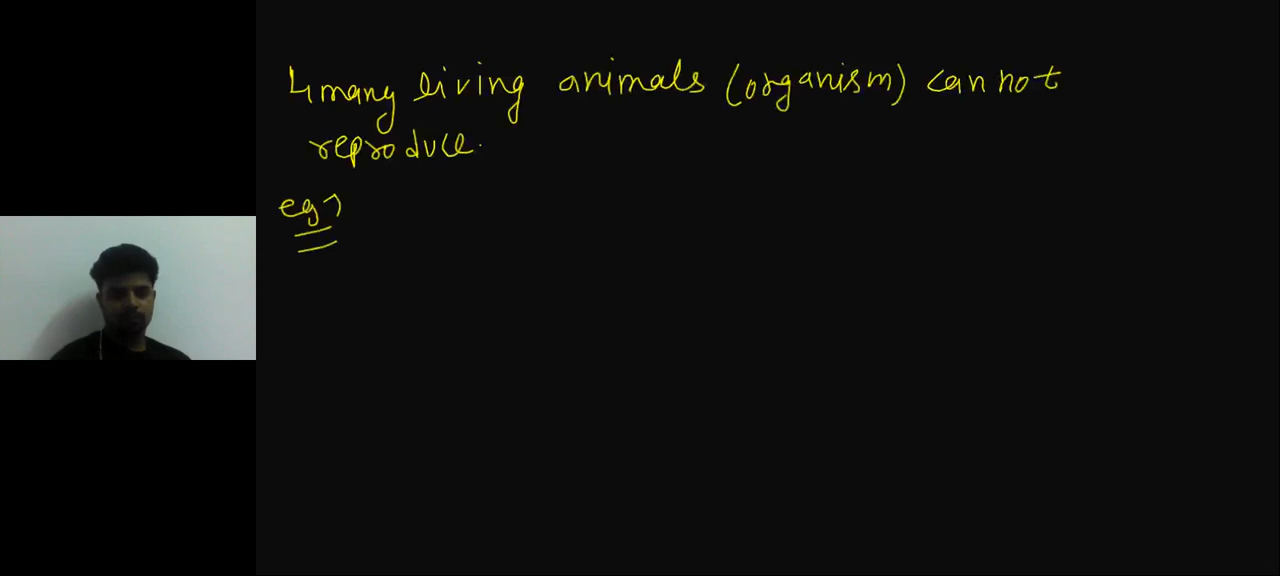 ↳ many living animals (organism) can not
reproduce.
eg →